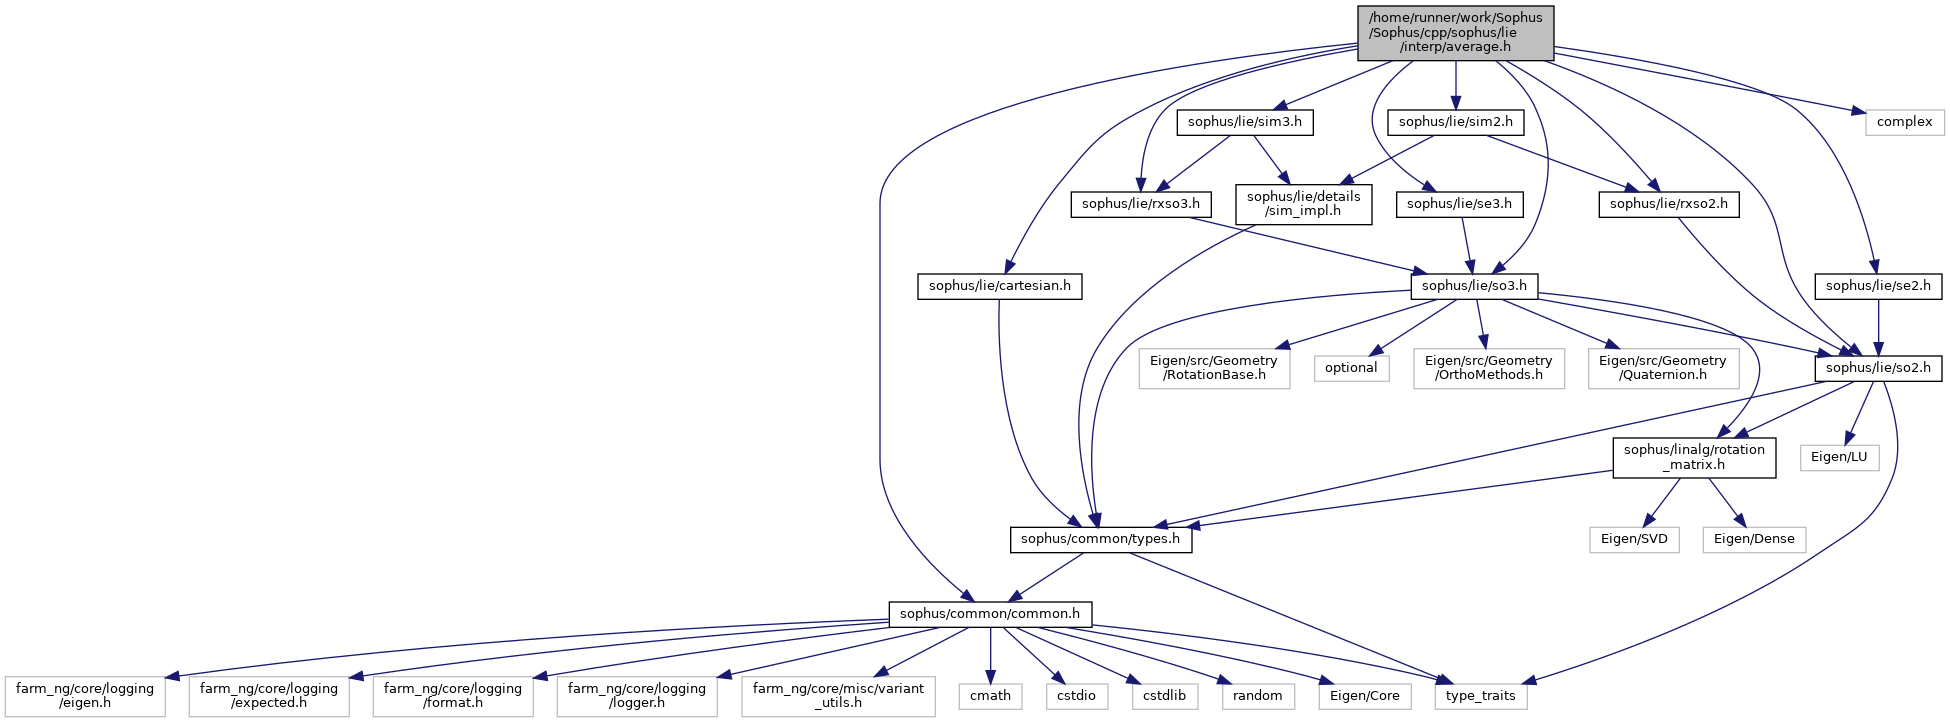 /home/runner/work/Sophus
/Sophus/cpp/sophus/lie
/interp/average.h
sophus/lie/sim3.h
sophus/lie/sim2.h
complex
sophus/lie/rxso3.h
sophus/lie/details
/sim_impl.h
sophus/lie/se3.h
sophus/lie/rxso2.h
sophus/lie/cartesian.h
sophus/lie/so3.h
sophus/lie/se2.h
Eigen/src/Geometry
/RotationBase.h
optional
Eigen/src/Geometry
/OrthoMethods.h
Eigen/src/Geometry
/Quaternion.h
sophus/lie/so2.h
sophus/linalg/rotation
_matrix.h
Eigen/LU
sophus/common/types.h
Eigen/SVD
Eigen/Dense
sophus/common/common.h
farm_ng/core/logging
/eigen.h
farm_ng/core/logging
/expected.h
farm_ng/core/logging
/format.h
farm_ng/core/logging
/logger.h
farm_ng/core/misc/variant
_utils.h
cmath
cstdio
cstdlib
random
Eigen/Core
type_traits